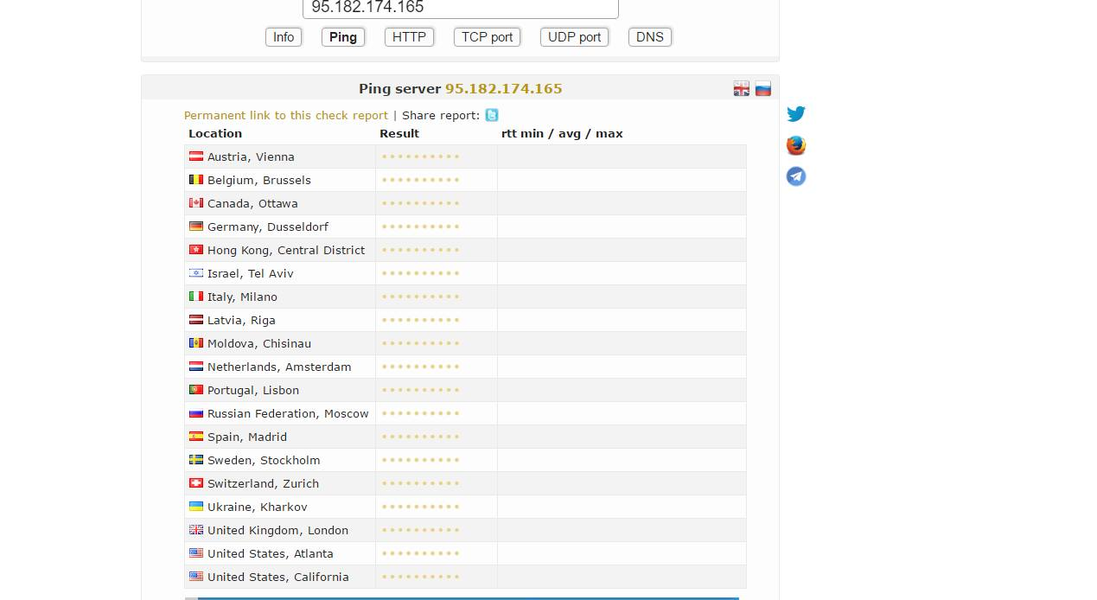 95.182.174.165
Info Ping HTTP TCP port UDP port DNS
Ping server 95.182.174.165
Permanent link to this check report | Share report:
Location Result rtt min / avg / max
Austria, Vienna
Belgium, Brussels
Canada, Ottawa
Germany, Dusseldorf
Hong Kong, Central District
Israel, Tel Aviv
Italy, Milano
Latvia, Riga
Moldova, Chisinau
Netherlands, Amsterdam
Portugal, Lisbon
Russian Federation, Moscow
Spain, Madrid
Sweden, Stockholm
Switzerland, Zurich
Ukraine, Kharkov
United Kingdom, London
United States, Atlanta
United States, California